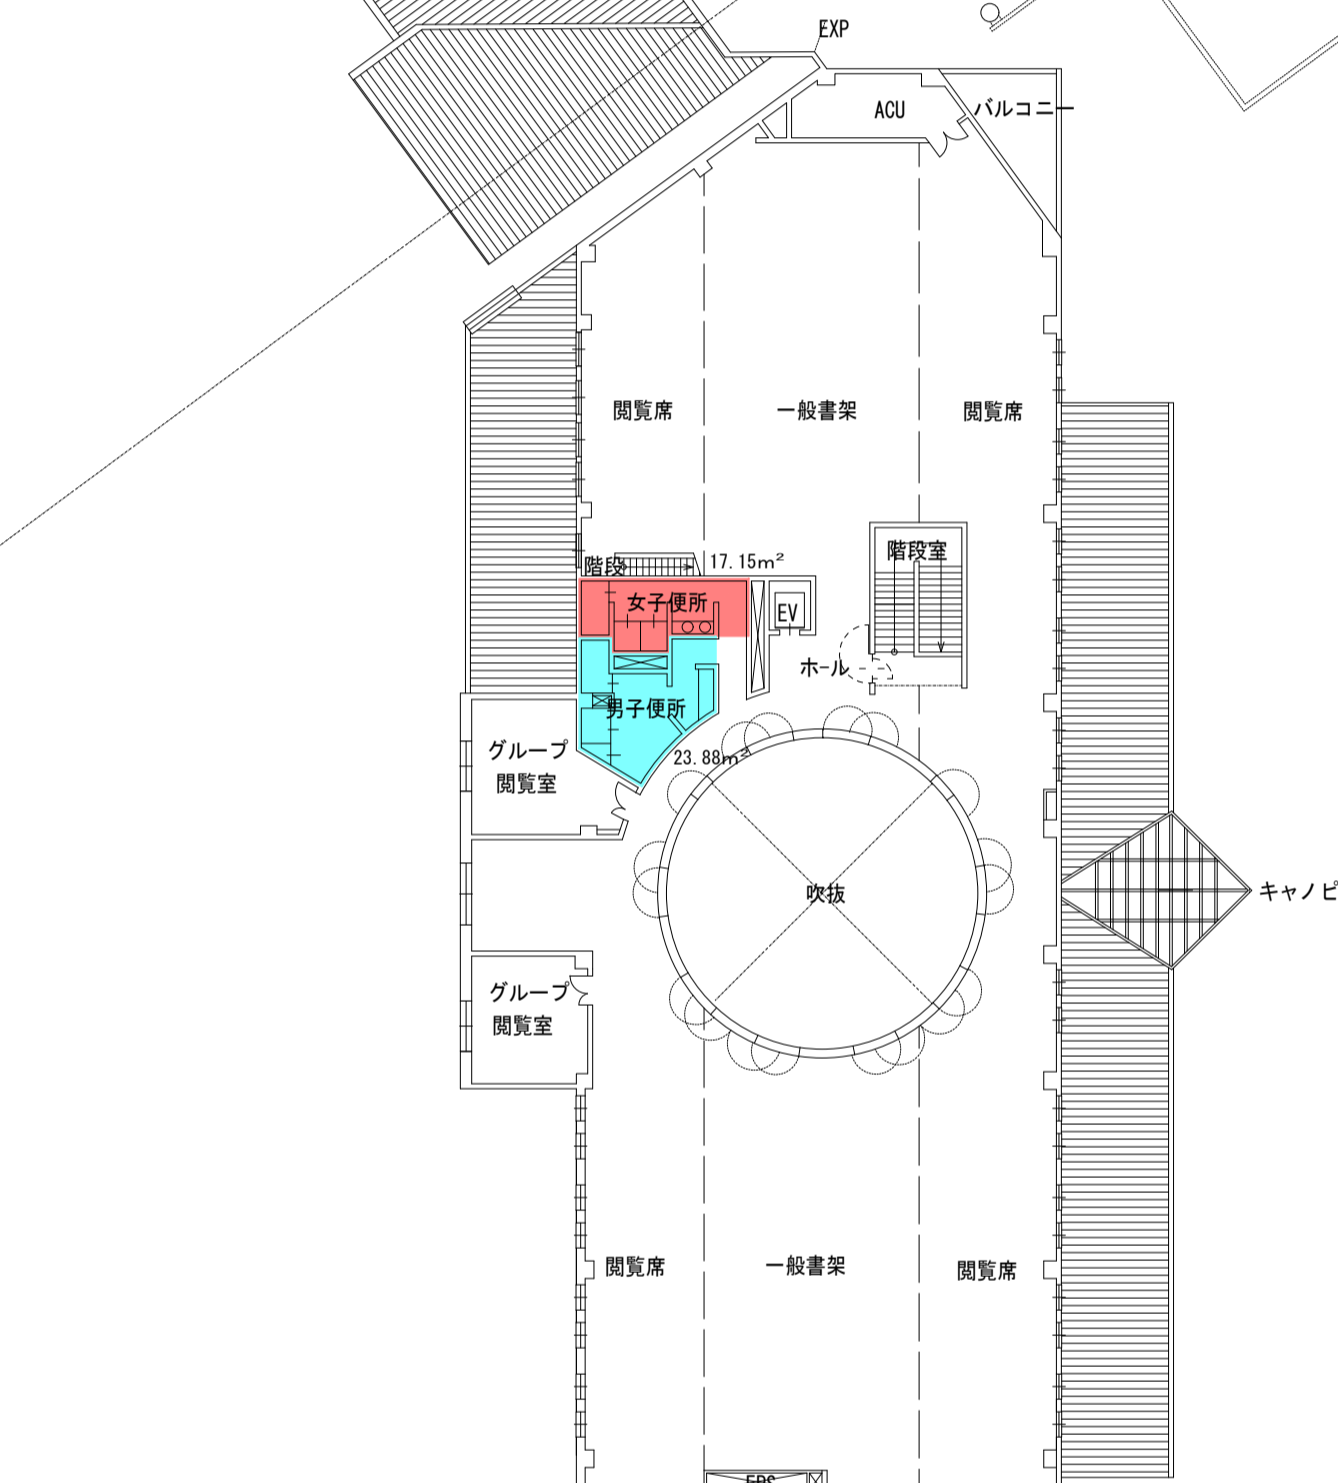 EXP
ACU
バルコニー
閲覧席
一般書架
閲覧席
階段室
階段
17.15m²
女子便所
EV
ホール
男子便所
グループ
閲覧室
23.88m²
吹抜
キャノピ
グループ
閲覧室
閲覧席
一般書架
閲覧席
EPS